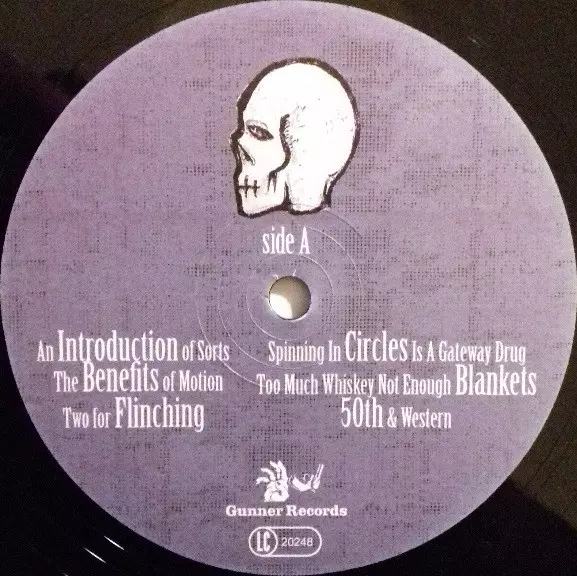 side A
An Introduction of Sorts
The Benefits of Motion
Two for Flinching
Spinning In Circles Is A Gateway Drug
Too Much Whiskey Not Enough Blankets
50th & Western
Gunner Records
LC 20248